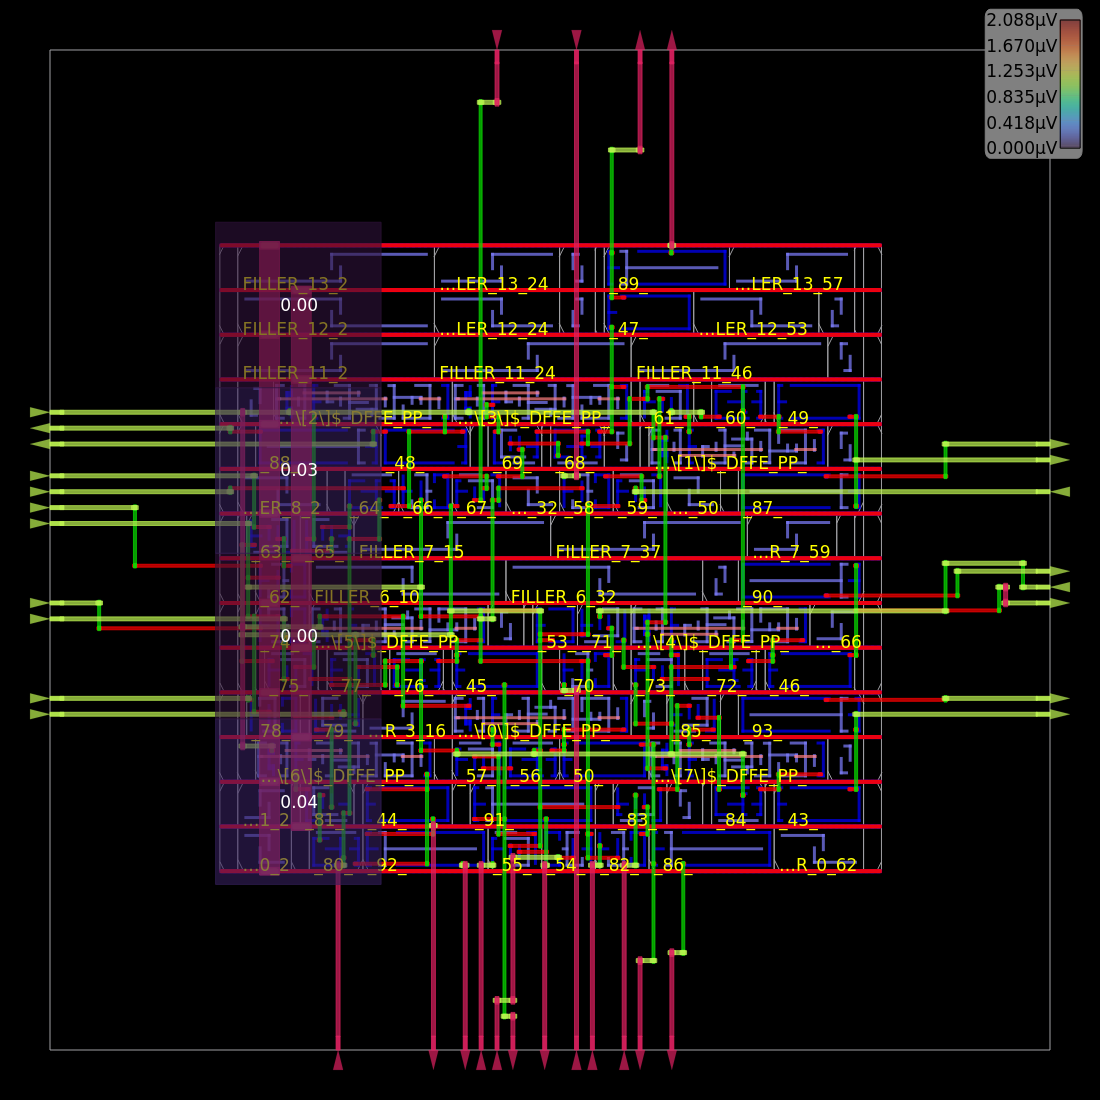 2.088µV
1.670µV
1.253µV
0.835µV
0.418µV
0.000µV
FILLER_13_2 ...LER_13_24 _89_ ...LER_13_57
0.00
FILLER_12_2 ...LER_12_24 _47_ ...LER_12_53
FILLER_11_2 FILLER_11_24 FILLER_11_46
...\[2\]$_DFFE_PP_ ...\[3\]$_DFFE_PP_ _61_ _60_ _49_
_88_ _48_ _69_ _68_ ...\[1\]$_DFFE_PP_
0.03
...ER_8_2 _64_ _66_ _67_ ..._32_ _58_ _59_ ..._50_ _87_
_63_ _65_ FILLER_7_15 FILLER_7_37 ...R_7_59
_62_ FILLER_6_10 FILLER_6_32 _90_
0.00
_74_ ...\[5\]$_DFFE_PP_ _53_ _71_ ...\[4\]$_DFFE_PP_ ..._66
_75_ _77_ _76_ _45_ _70_ _73_ _72_ _46_
_78_ _79_ ...R_3_16 ...\[0\]$_DFFE_PP_ _85_ _93_
...\[6\]$_DFFE_PP_ _57_ _56_ _50_ ...\[7\]$_DFFE_PP_
0.04
...1_2 _81_ _44_ _91_ _83_ _84_ _43_
...0_2 _80_ _92_ _55_ _54_ _82_ _86_ ...R_0_62